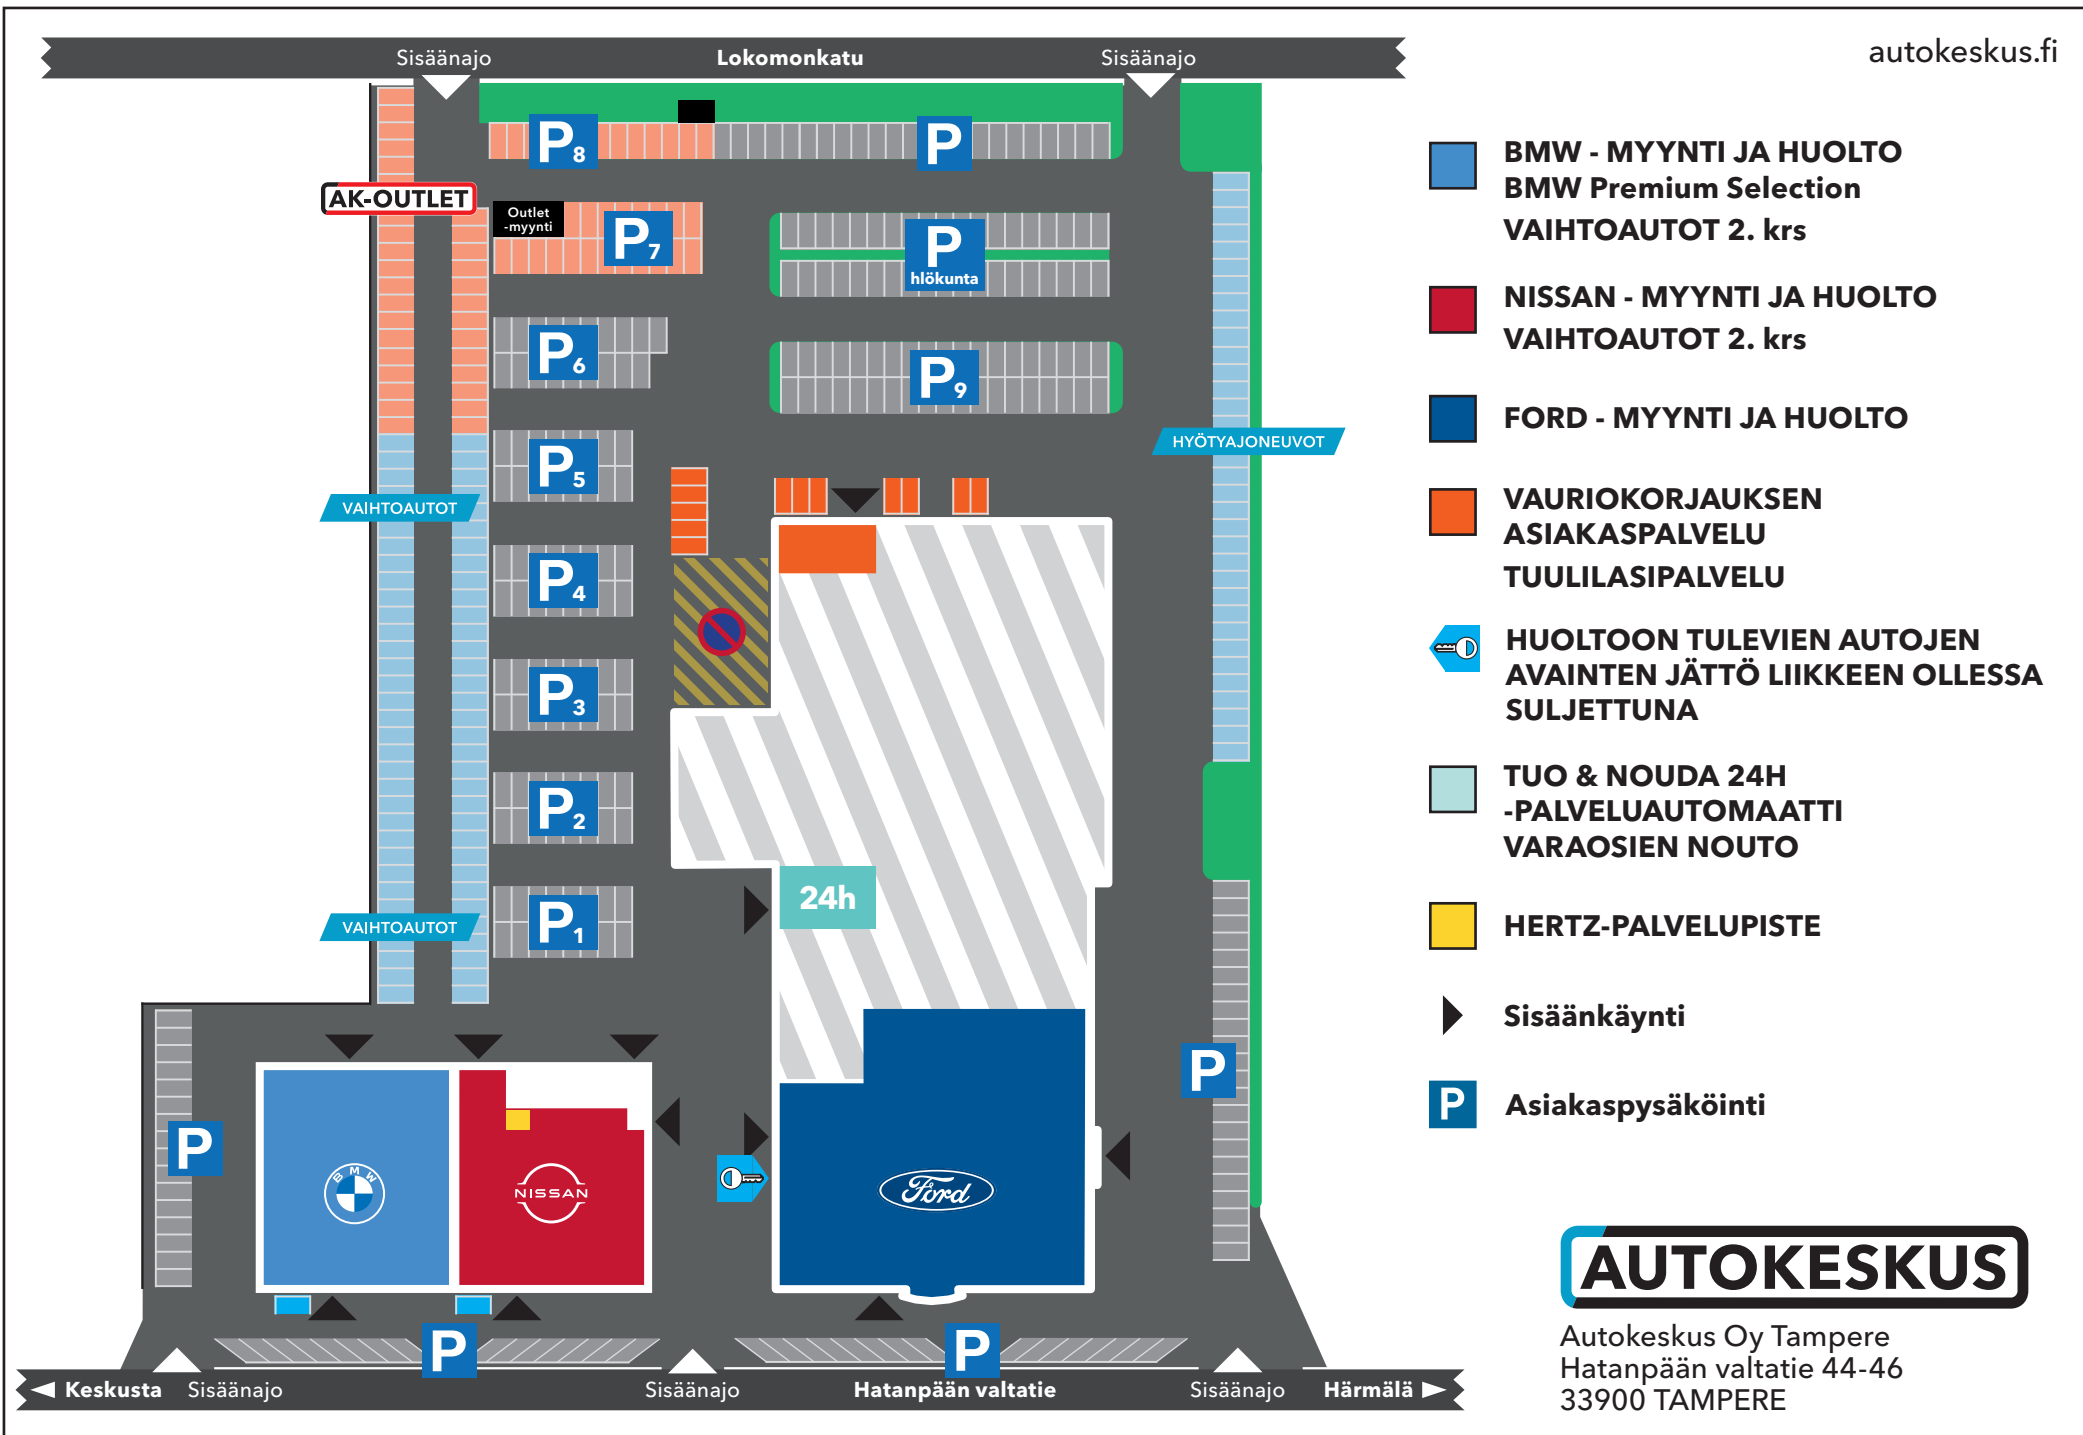 Sisäänajo
Lokomonkatu
Sisäänajo
autokeskus.fi
P8
P
AK-OUTLET
Outlet
-myynti
P7
P
hlökunta
P6
P9
P5
HYÖTYAJONEUVOT
VAIHTOAUTOT
P4
P3
P2
24h
P1
VAIHTOAUTOT
P
P
BMW
NISSAN
Ford
P
P
Keskusta
Sisäänajo
Sisäänajo
Hatanpään valtatie
Sisäänajo
Härmälä
BMW - MYYNTI JA HUOLTO
BMW Premium Selection
VAIHTOAUTOT 2. krs
NISSAN - MYYNTI JA HUOLTO
VAIHTOAUTOT 2. krs
FORD - MYYNTI JA HUOLTO
VAURIOKORJAUKSEN
ASIAKASPALVELU
TUULILASIPALVELU
HUOLTOON TULEVIEN AUTOJEN
AVAINTEN JÄTTÖ LIIKKEEN OLLESSA
SULJETTUNA
TUO & NOUDA 24H
-PALVELUAUTOMAATTI
VARAOSIEN NOUTO
HERTZ-PALVELUPISTE
Sisäänkäynti
P Asiakaspysäköinti
AUTOKESKUS
Autokeskus Oy Tampere
Hatanpään valtatie 44-46
33900 TAMPERE